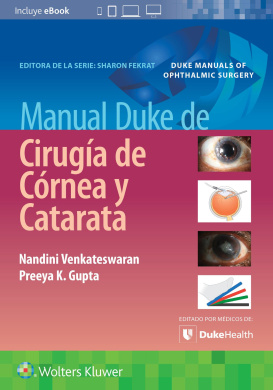 Incluye eBook
EDITORA DE LA SERIE: SHARON FEKRAT
DUKE MANUALS OF
OPHTHALMIC SURGERY
Manual Duke de
Cirugía de
Córnea y
Catarata
Nandini Venkateswaran
Preeya K. Gupta
EDITADO POR MÉDICOS DE:
DukeHealth
Wolters Kluwer